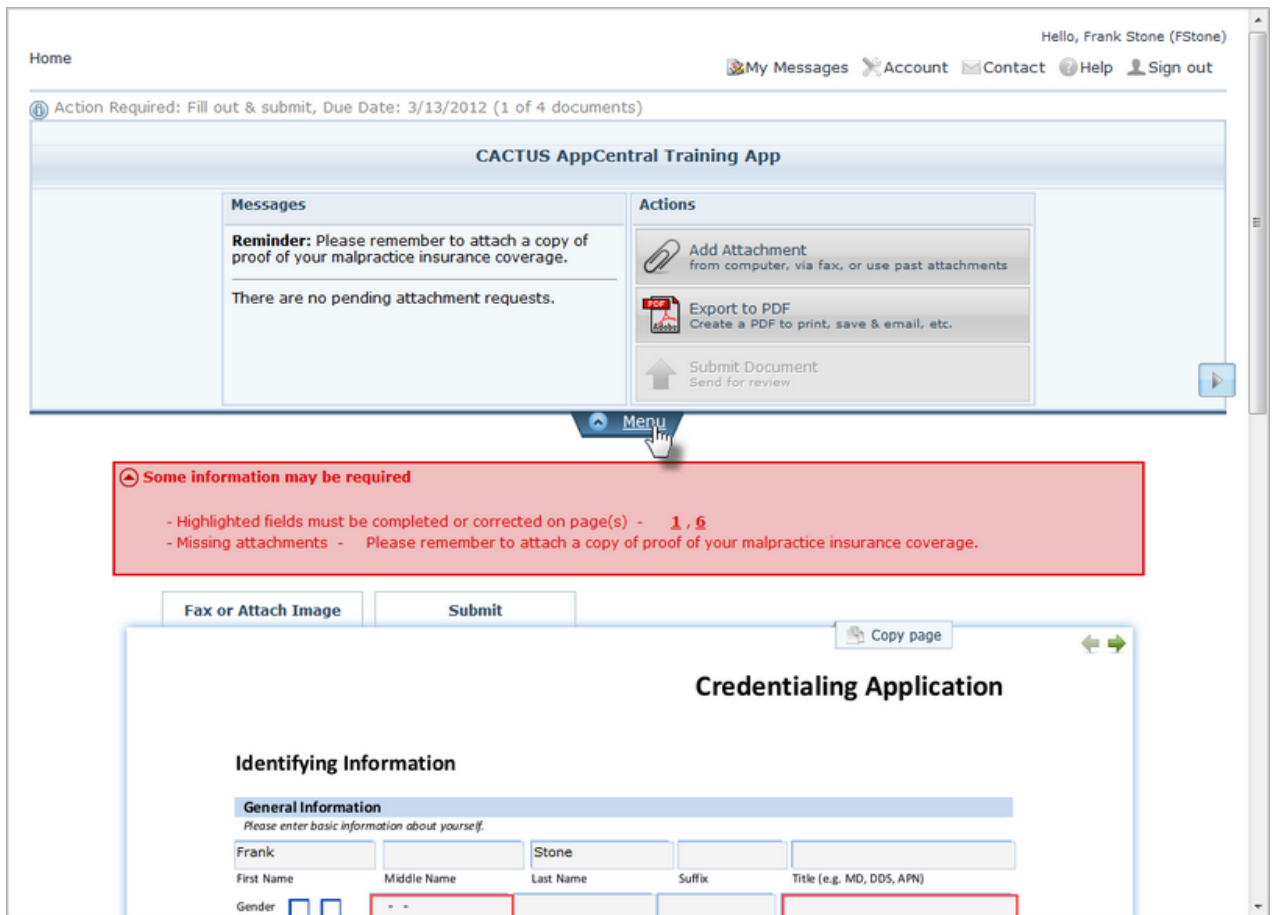 Hello, Frank Stone (FStone)
Home
My Messages Account Contact Help Sign out
Action Required: Fill out & submit, Due Date: 3/13/2012 (1 of 4 documents)
CACTUS AppCentral Training App
Messages
Reminder: Please remember to attach a copy of
proof of your malpractice insurance coverage.
There are no pending attachment requests.
Actions
Add Attachment
from computer, via fax, or use past attachments
PDF
Adobe
Export to PDF
Create a PDF to print, save & email, etc.
Submit Document
Send for review
Menu
Some information may be required
- Highlighted fields must be completed or corrected on page(s) - 1 , 6
- Missing attachments - Please remember to attach a copy of proof of your malpractice insurance coverage.
Fax or Attach Image Submit
Copy page
Credentialing Application
Identifying Information
General Information
Please enter basic information about yourself.
Frank Stone
First Name Middle Name Last Name Suffix Title (e.g. MD, DDS, APN)
Gender - -